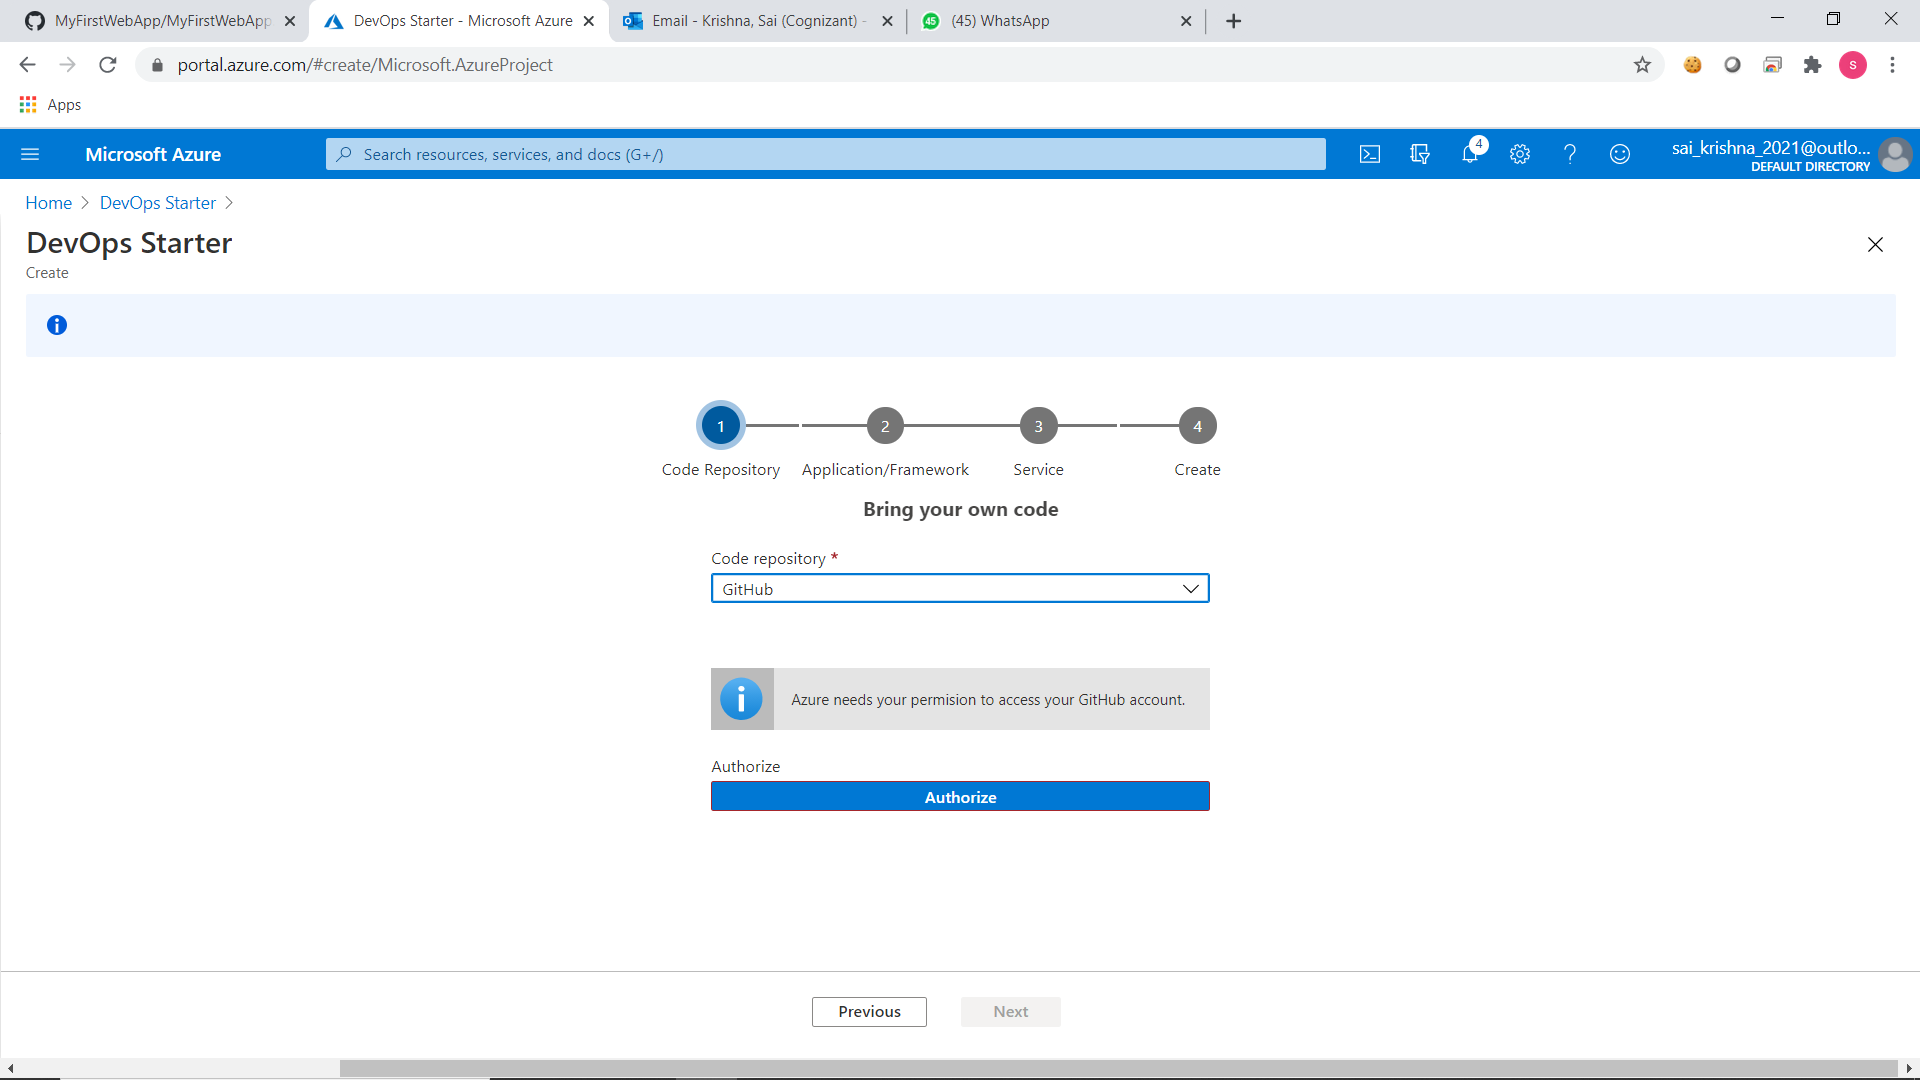 MyFirstWebApp/MyFirstWebApp
DevOps Starter - Microsoft Azure
Email - Krishna, Sai (Cognizant) -
45
(45) WhatsApp
portal.azure.com/#create/Microsoft.AzureProject
S
Apps
Microsoft Azure
Search resources, services, and docs (G+/)
4
sai_krishna_2021@outlo...
DEFAULT DIRECTORY
Home > DevOps Starter >
DevOps Starter
Create
1
2
3
4
Code Repository
Application/Framework
Service
Create
Bring your own code
Code repository *
GitHub
Azure needs your permision to access your GitHub account.
Authorize
Authorize
Previous
Next